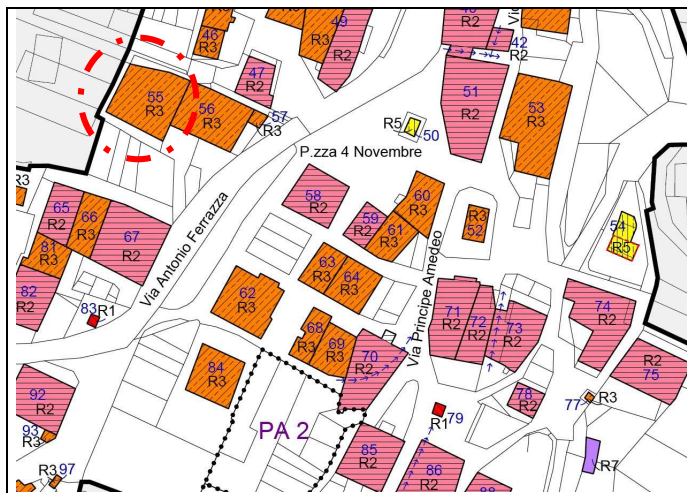 46
R3
R3
49
R2
48
R2
Via
42
R2
47
R2
51
R2
53
R3
55
R3
56
R3
57
R3
R5
50
P.zza 4 Novembre
R3
58
R2
60
R3
59
R2
61
R3
R3
52
54
R5
65
R2
66
R3
67
R2
81
R3
82
R2
83
R1
Via Antonio Ferrazza
63
R3
64
R3
62
R3
Via Principe Amedeo
71
R2
72
R2
73
R2
74
R2
R2
75
68
R3
69
R3
70
R2
84
R3
92
R2
93
R3
R3
97
PA 2
78
R2
77
R3
R1
79
85
R2
86
R2
88
R7